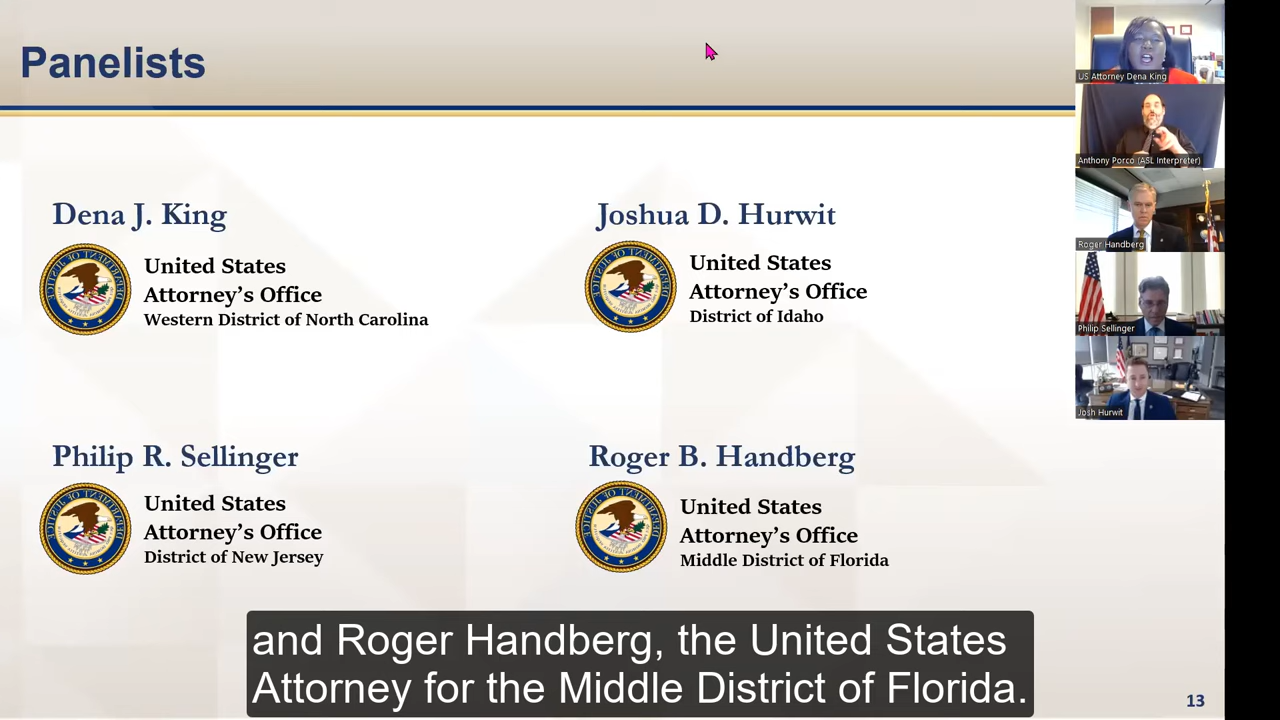 Panelists
Dena J. King
United States
Attorney's Office
Western District of North Carolina
Joshua D. Hurwit
United States
Attorney's Office
District of Idaho
Philip R. Sellinger
United States
Attorney's Office
District of New Jersey
Roger B. Handberg
United States
Attorney's Office
Middle District of Florida
US Attorney Dena King
Anthony Porco (ASL Interpreter)
Roger Handberg
Philip Sellinger
Josh Hurwit
and Roger Handberg, the United States
Attorney for the Middle District of Florida.
13